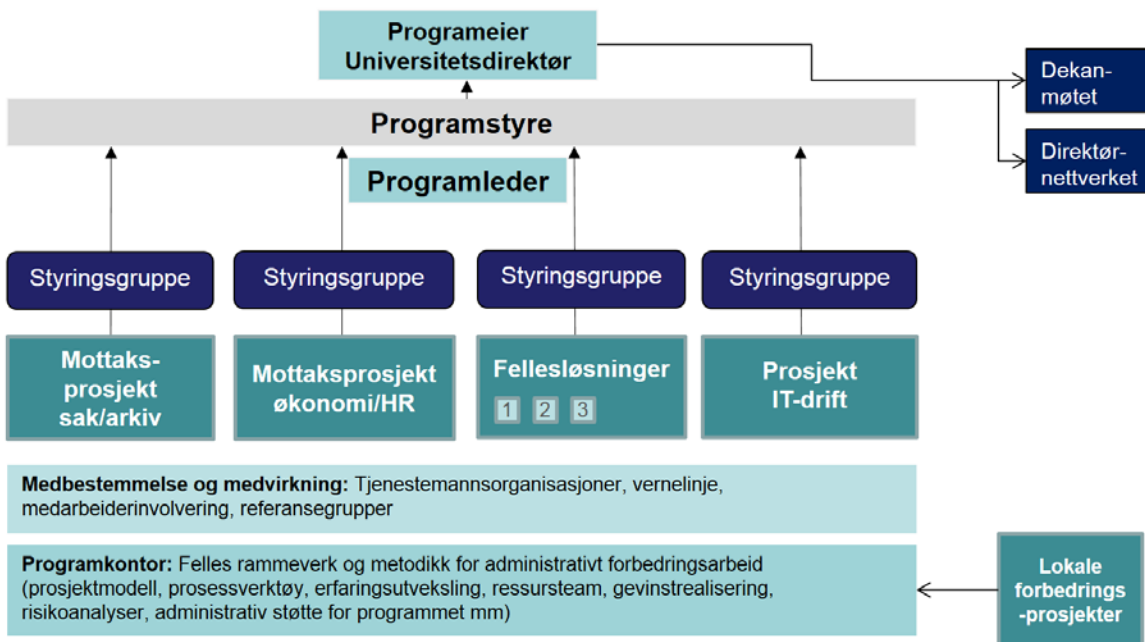 Programeier
Universitetsdirektør
Dekan-
møtet
Programstyre
Direktør-
nettverket
Programleder
Styringsgruppe
Styringsgruppe
Styringsgruppe
Styringsgruppe
Mottaks-
prosjekt
sak/arkiv
Mottaksprosjekt
økonomi/HR
Fellesløsninger
1 2 3
Prosjekt
IT-drift
Medbestemmelse og medvirkning: Tjenestemannsorganisasjoner, vernelinje,
medarbeiderinvolvering, referansegrupper
Programkontor: Felles rammeverk og metodikk for administrativt forbedringsarbeid
(prosjektmodell, prosessverktøy, erfaringsutveksling, ressursteam, gevinstrealisering,
risikoanalyser, administrativ støtte for programmet mm)
Lokale
forbedrings
-prosjekter